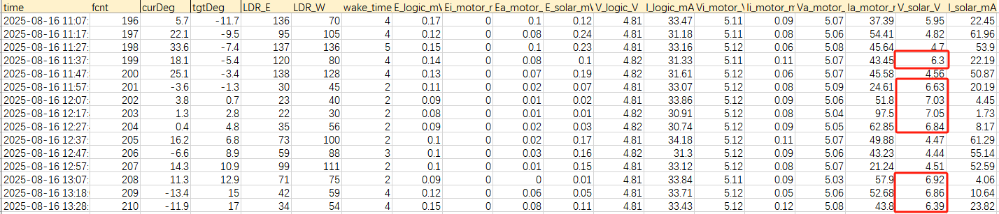 time fcnt curDeg tgtDeg LDR_E LDR_W wake_time E_logic_mV Ei_motor_r Ea_motor_ E_solar_mV V_logic_V I_logic_mA Vi_motor_V Ii_motor_m Va_motor_ Ia_motor_r V_solar_V I_solar_mA
2025-08-16 11:07: 196 5.7 -11.7 136 70 4 0.17 0 0.1 0.12 4.81 33.47 5.11 0.09 5.07 37.39 5.95 22.45
2025-08-16 11:17: 197 22.1 -9.5 95 105 4 0.12 0 0.08 0.24 4.81 31.18 5.11 0.08 5.06 54.41 4.82 61.96
2025-08-16 11:27: 198 33.6 -7.4 137 136 5 0.15 0 0.1 0.23 4.81 33.16 5.12 0.06 5.08 45.64 4.7 53.9
2025-08-16 11:37: 199 18.1 -5.4 120 80 4 0.14 0 0.08 0.1 4.82 31.33 5.11 0.11 5.07 43.45 6.3 22.19
2025-08-16 11:47: 200 25.1 -3.4 138 128 4 0.13 0 0.07 0.19 4.82 31.61 5.12 0.06 5.07 45.58 4.56 50.87
2025-08-16 11:57: 201 -3.6 -1.3 30 45 2 0.11 0 0.02 0.07 4.81 33.07 5.12 0.08 5.09 24.61 6.63 20.19
2025-08-16 12:07: 202 3.8 0.7 23 40 2 0.09 0 0.01 0.02 4.81 33.86 5.12 0.09 5.06 51.8 7.03 4.45
2025-08-16 12:17: 203 1.3 2.8 22 30 2 0.08 0 0.01 0.01 4.82 30.91 5.12 0.08 5.04 97.5 7.05 1.73
2025-08-16 12:27: 204 0.4 4.8 35 56 2 0.09 0 0.02 0.03 4.82 30.74 5.12 0.09 5.05 62.85 6.84 8.17
2025-08-16 12:37: 205 16.2 6.8 73 100 2 0.1 0 0.02 0.16 4.81 34.18 5.12 0.11 5.07 49.88 4.47 61.29
2025-08-16 12:47: 206 -6.6 8.9 59 88 3 0.1 0 0.03 0.17 4.82 31.3 5.12 0.09 5.06 43.23 4.44 55.14
2025-08-16 12:57: 207 14.3 10.9 99 111 2 0.1 0 0.01 0.15 4.81 33.12 5.12 0.08 5.07 21.24 4.51 52.59
2025-08-16 13:07: 208 11.3 12.9 71 75 2 0.09 0 0 0.01 4.81 33.84 5.11 0.09 5.03 57.9 6.92 4.06
2025-08-16 13:18: 209 -13.4 15 42 59 4 0.12 0 0.06 0.05 4.81 33.71 5.12 0.05 5.06 52.68 6.86 10.64
2025-08-16 13:28: 210 -11.9 17 34 54 4 0.15 0 0.08 0.11 4.81 33.43 5.12 0.12 5.08 43.8 6.39 23.82